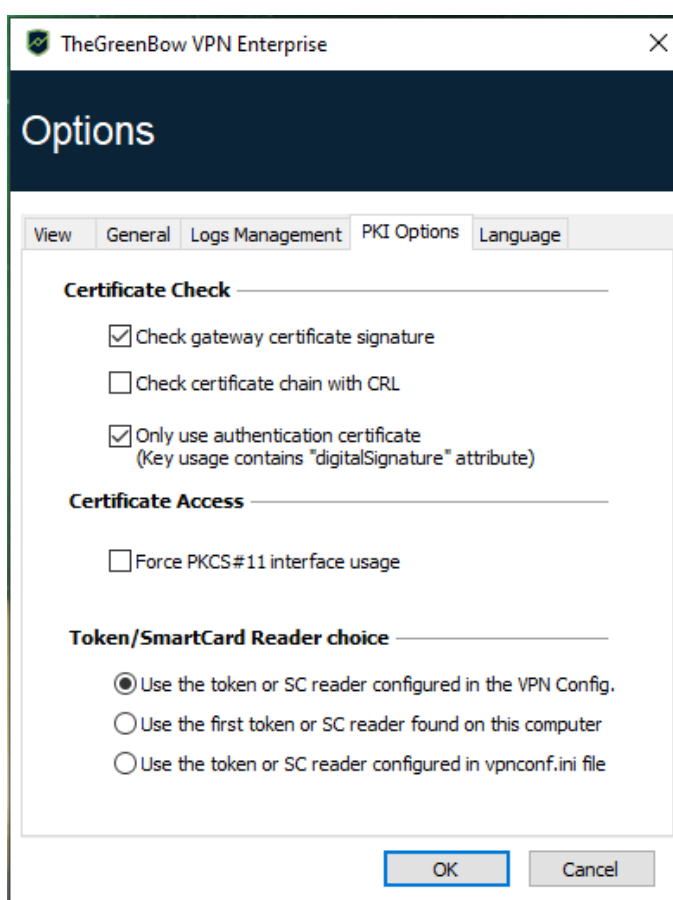 TheGreenBow VPN Enterprise
Options
View General Logs Management PKI Options Language
Certificate Check
Check gateway certificate signature
Check certificate chain with CRL
Only use authentication certificate
(Key usage contains "digitalSignature" attribute)
Certificate Access
Force PKCS#11 interface usage
Token/SmartCard Reader choice
Use the token or SC reader configured in the VPN Config.
Use the first token or SC reader found on this computer
Use the token or SC reader configured in vpnconf.ini file
OK Cancel